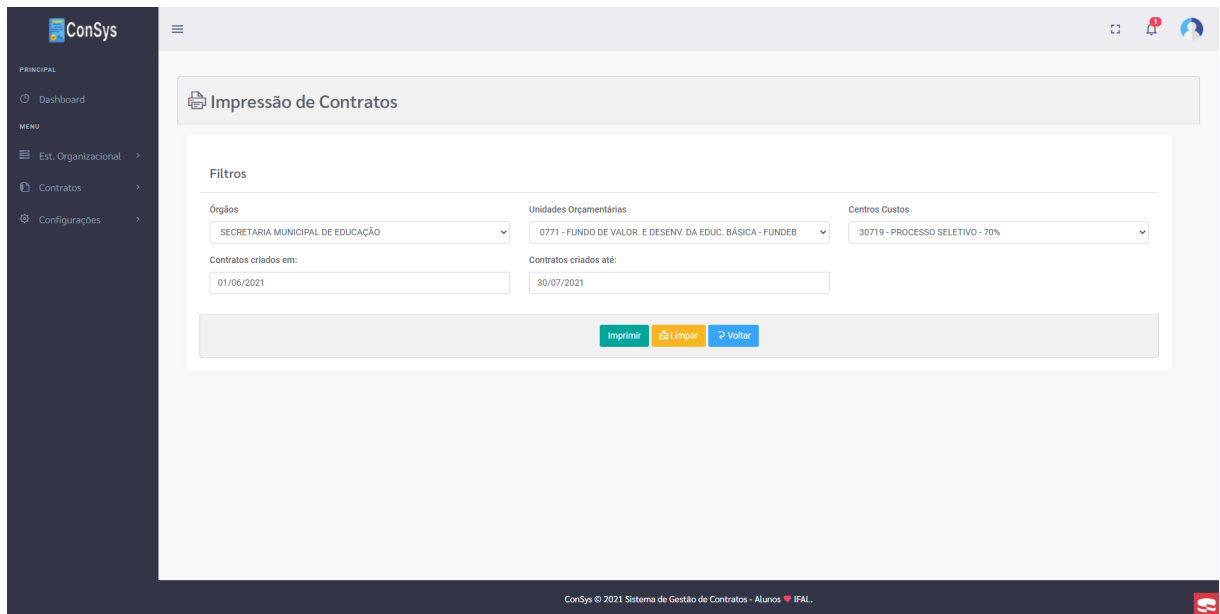 ConSys
1
PRINCIPAL
Dashboard
MENU
Est. Organizacional
Contratos
Configurações
Impressão de Contratos
Filtros
Órgãos
Unidades Orçamentárias
Centros Custos
SECRETARIA MUNICIPAL DE EDUCAÇÃO
0771 - FUNDO DE VALOR. E DESENV. DA EDUC. BÁSICA - FUNDEB
30719 - PROCESSO SELETIVO - 70%
Contratos criados em:
Contratos criados até:
01/06/2021
30/07/2021
Imprimir
Limpar
Voltar
ConSys © 2021 Sistema de Gestão de Contratos - Alunos ❤ IFAL.